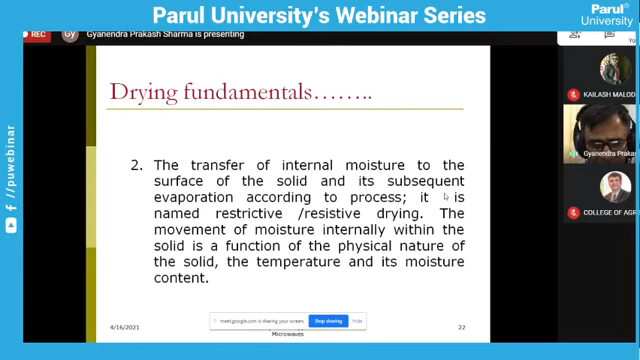 Parul University's Webinar Series
Parul®
University
REC
Gy
Gyanendra Prakash Sharma is presenting
Yo
Drying fundamentals……..
2. The transfer of internal moisture to the
surface of the solid and its subsequent
evaporation according to process; it is
named restrictive /resistive drying. The
movement of moisture internally within the
solid is a function of the physical nature of
the solid, the temperature and its moisture
content.
KAILASH MALOD
Gyanendra Prakas
COLLEGE OF AGR
/puwebinar
meet.google.com is sharing your screen.
Stop sharing
Hide
4/16/2021
Microwaves
22